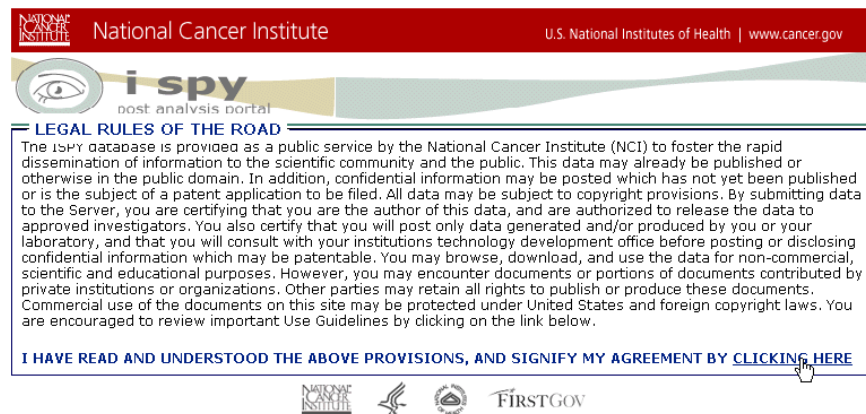 NATIONAL CANCER INSTITUTE
National Cancer Institute
U.S. National Institutes of Health | www.cancer.gov
i spy
post analysis portal
LEGAL RULES OF THE ROAD
The ISPY database is provided as a public service by the National Cancer Institute (NCI) to foster the rapid
dissemination of information to the scientific community and the public. This data may already be published or
otherwise in the public domain. In addition, confidential information may be posted which has not yet been published
or is the subject of a patent application to be filed. All data may be subject to copyright provisions. By submitting data
to the Server, you are certifying that you are the author of this data, and are authorized to release the data to
approved investigators. You also certify that you will post only data generated and/or produced by you or your
laboratory, and that you will consult with your institutions technology development office before posting or disclosing
confidential information which may be patentable. You may browse, download, and use the data for non-commercial,
scientific and educational purposes. However, you may encounter documents or portions of documents contributed by
private institutions or organizations. Other parties may retain all rights to publish or produce these documents.
Commercial use of the documents on this site may be protected under United States and foreign copyright laws. You
are encouraged to review important Use Guidelines by clicking on the link below.
I HAVE READ AND UNDERSTOOD THE ABOVE PROVISIONS, AND SIGNIFY MY AGREEMENT BY CLICKING HERE
NATIONAL CANCER INSTITUTE
FIRSTGOV